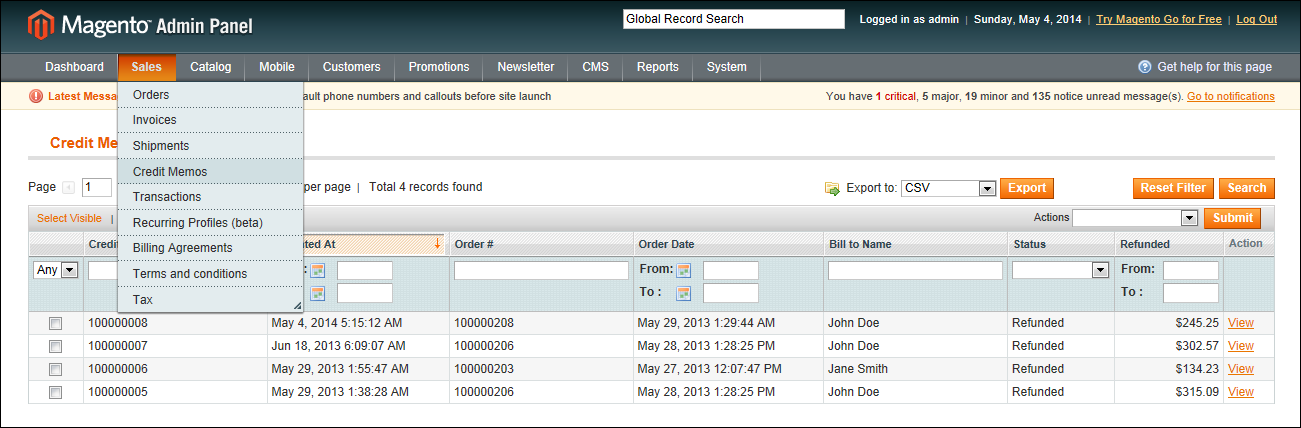 Magento™ Admin Panel
Global Record Search
Logged in as admin | Sunday, May 4, 2014 | Try Magento Go for Free | Log Out
Dashboard Sales Catalog Mobile Customers Promotions Newsletter CMS Reports System
Get help for this page
Latest Messa
ault phone numbers and callouts before site launch
You have 1 critical, 5 major, 19 minor and 135 notice unread message(s). Go to notifications
Orders
Invoices
Shipments
Credit Memos
Transactions
Recurring Profiles (beta)
Billing Agreements
Terms and conditions
Tax
Credit Me
Page 1 per page | Total 4 records found
Export to: CSV Export Reset Filter Search
Select Visible |
Actions Submit
Credit ted At Order # Order Date Bill to Name Status Refunded Action
Any : From: From:
To : To :
100000008 May 4, 2014 5:15:12 AM 100000208 May 29, 2013 1:29:44 AM John Doe Refunded $245.25 View
100000007 Jun 18, 2013 6:09:07 AM 100000206 May 28, 2013 1:28:25 PM John Doe Refunded $302.57 View
100000006 May 29, 2013 1:55:47 AM 100000203 May 27, 2013 12:07:47 PM Jane Smith Refunded $134.23 View
100000005 May 29, 2013 1:38:28 AM 100000206 May 28, 2013 1:28:25 PM John Doe Refunded $315.09 View